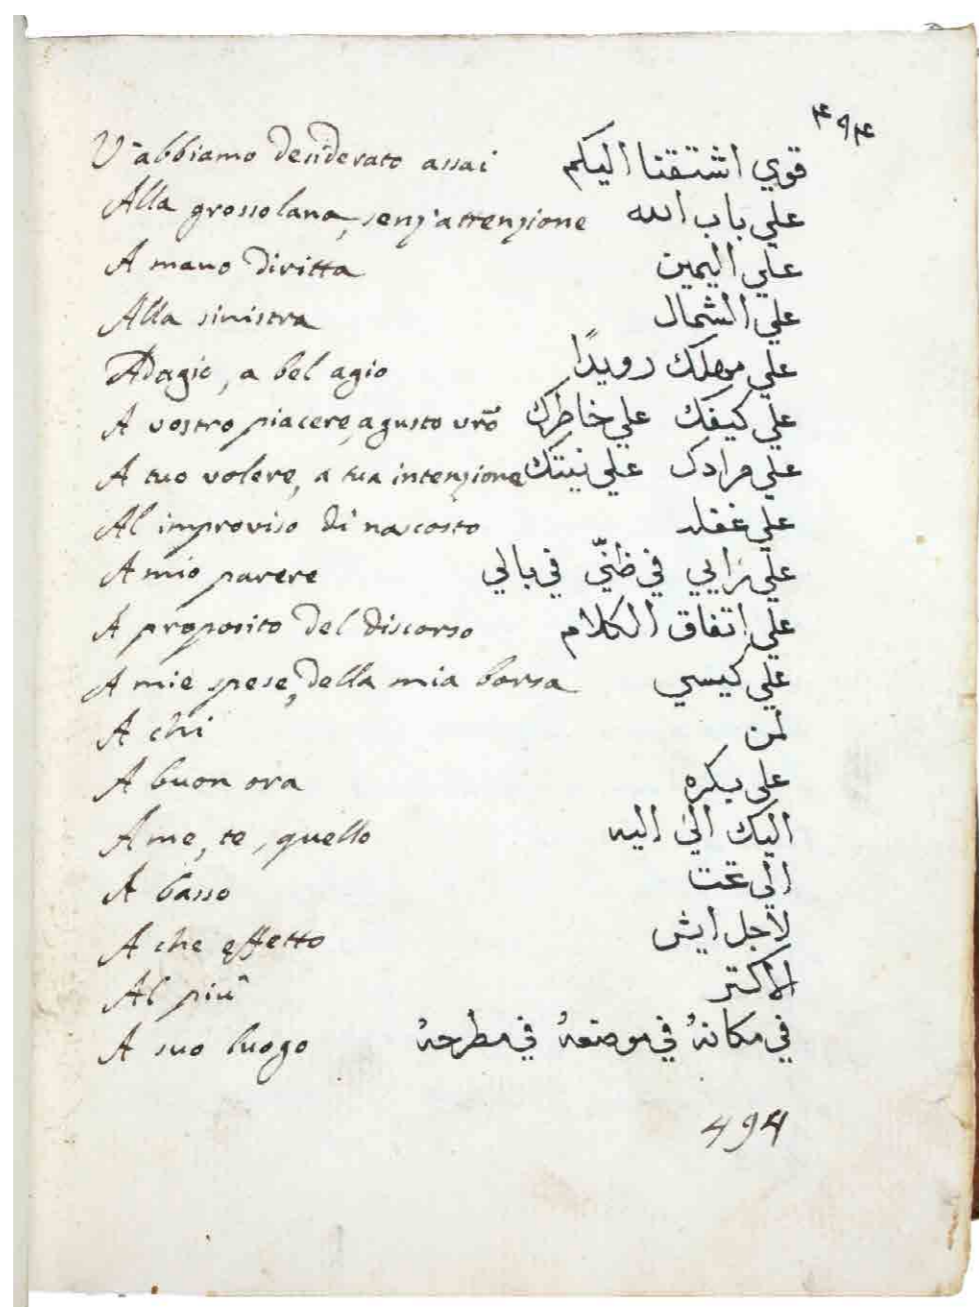 ٤٩٤
V'abbiamo desiderato assai قوي اشتقنا اليكم
Alla grossolana, senz'attenzione علي باب الله
A mano diritta علي اليمين
Alla sinistra علي الشمال
Adagio, a bel agio علي مهلك رويدًا
A vostro piacere, a gusto vrõ علي كيفك علي خاطرك
A tuo volere, a tua intenzione علي مرادك علي نيتك
Al improviso di nascosto علي غفله
A mio parere علي رايي في ظنّي في بالي
A proposito del discorso علي اتفاق الكلام
A mie spese, della mia borsa علي كيسي
A chi لمن
A buon ora علي بكره
A me, te, quello اليك اليّ اليه
A basso الي تحت
A che effetto لاجل ايش
Al più الاكتر
A suo luogo في مكانهُ في موضعهُ في مطرحهُ
494